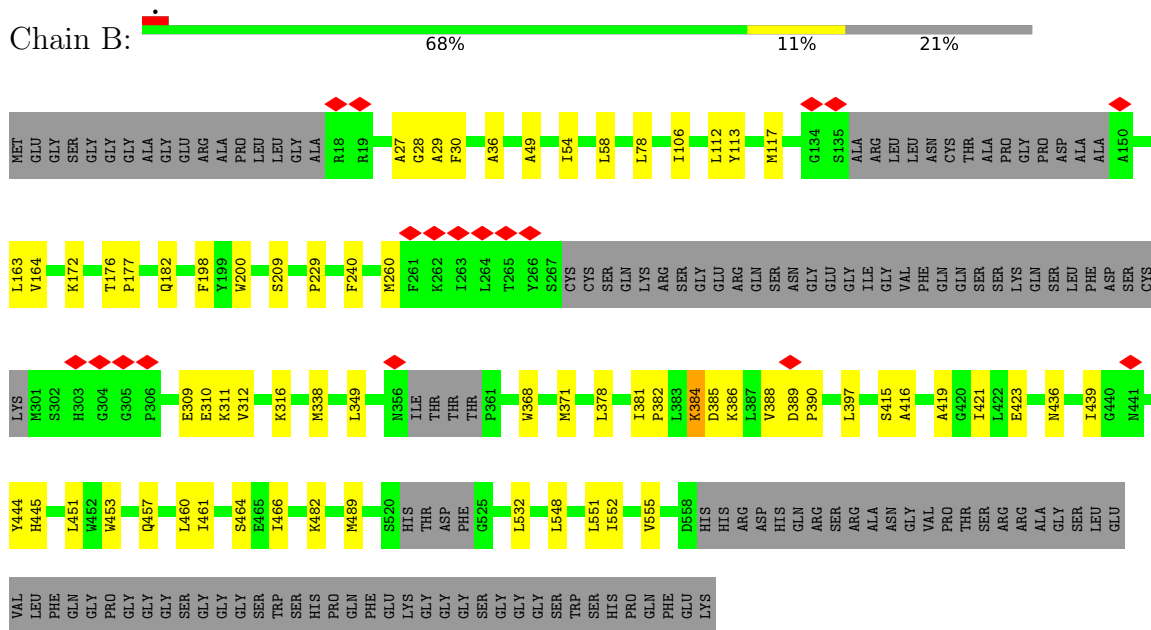 Chain B:
68% 11% 21%
MET GLU GLY SER GLY GLY GLY ALA GLY GLU ARG ALA PRO LEU LEU GLY ALA R18 R19 A27 G28 A29 F30 A36 A49 I54 L58 L78 I106 L112 Y113 M117 G134 S135 ALA ARG LEU LEU ASN CYS THR ALA PRO GLY PRO ASP ALA ALA A150
L163 V164 K172 T176 P177 Q182 F198 Y199 W200 S209 P229 F240 M260 F261 K262 I263 L264 T265 Y266 S267 CYS CYS SER GLN LYS ARG SER GLY GLU ARG GLN SER ASN GLY GLU GLY ILE GLY VAL PHE GLN GLN SER SER LYS GLN SER LEU PHE ASP SER CYS
LYS M301 S302 H303 G304 G305 P306 E309 E310 K311 V312 K316 M338 L349 N356 ILE THR THR THR P361 W368 M371 L378 I381 P382 L383 K384 D385 K386 L387 V388 D389 P390 L397 S415 A416 A419 G420 I421 L422 E423 N436 I439 G440 N441
Y444 H445 L451 W452 W453 Q457 L460 I461 S464 E465 I466 K482 M489 S520 HIS THR ASP PHE G525 L532 L548 L551 I552 V555 D558 HIS HIS ARG ASP HIS GLN ARG SER ARG ALA ASN GLY VAL PRO THR SER ARG ARG ALA GLY SER LEU GLU
VAL LEU PHE GLN GLY PRO GLY GLY GLY SER GLY GLY GLY GLY SER TRP SER HIS PRO GLN PHE GLU LYS GLY GLY GLY SER GLY GLY GLY SER TRP SER HIS PRO GLN PHE GLU LYS